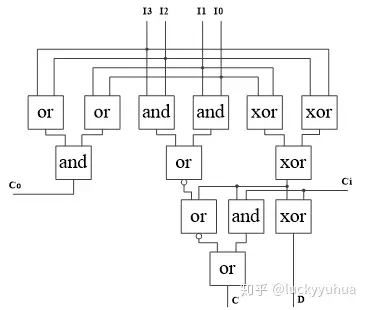 I3 I2 I1 I0
or or and and xor xor
and or xor
Co Ci
or and xor
or
C D
知乎 @luckyyuhua